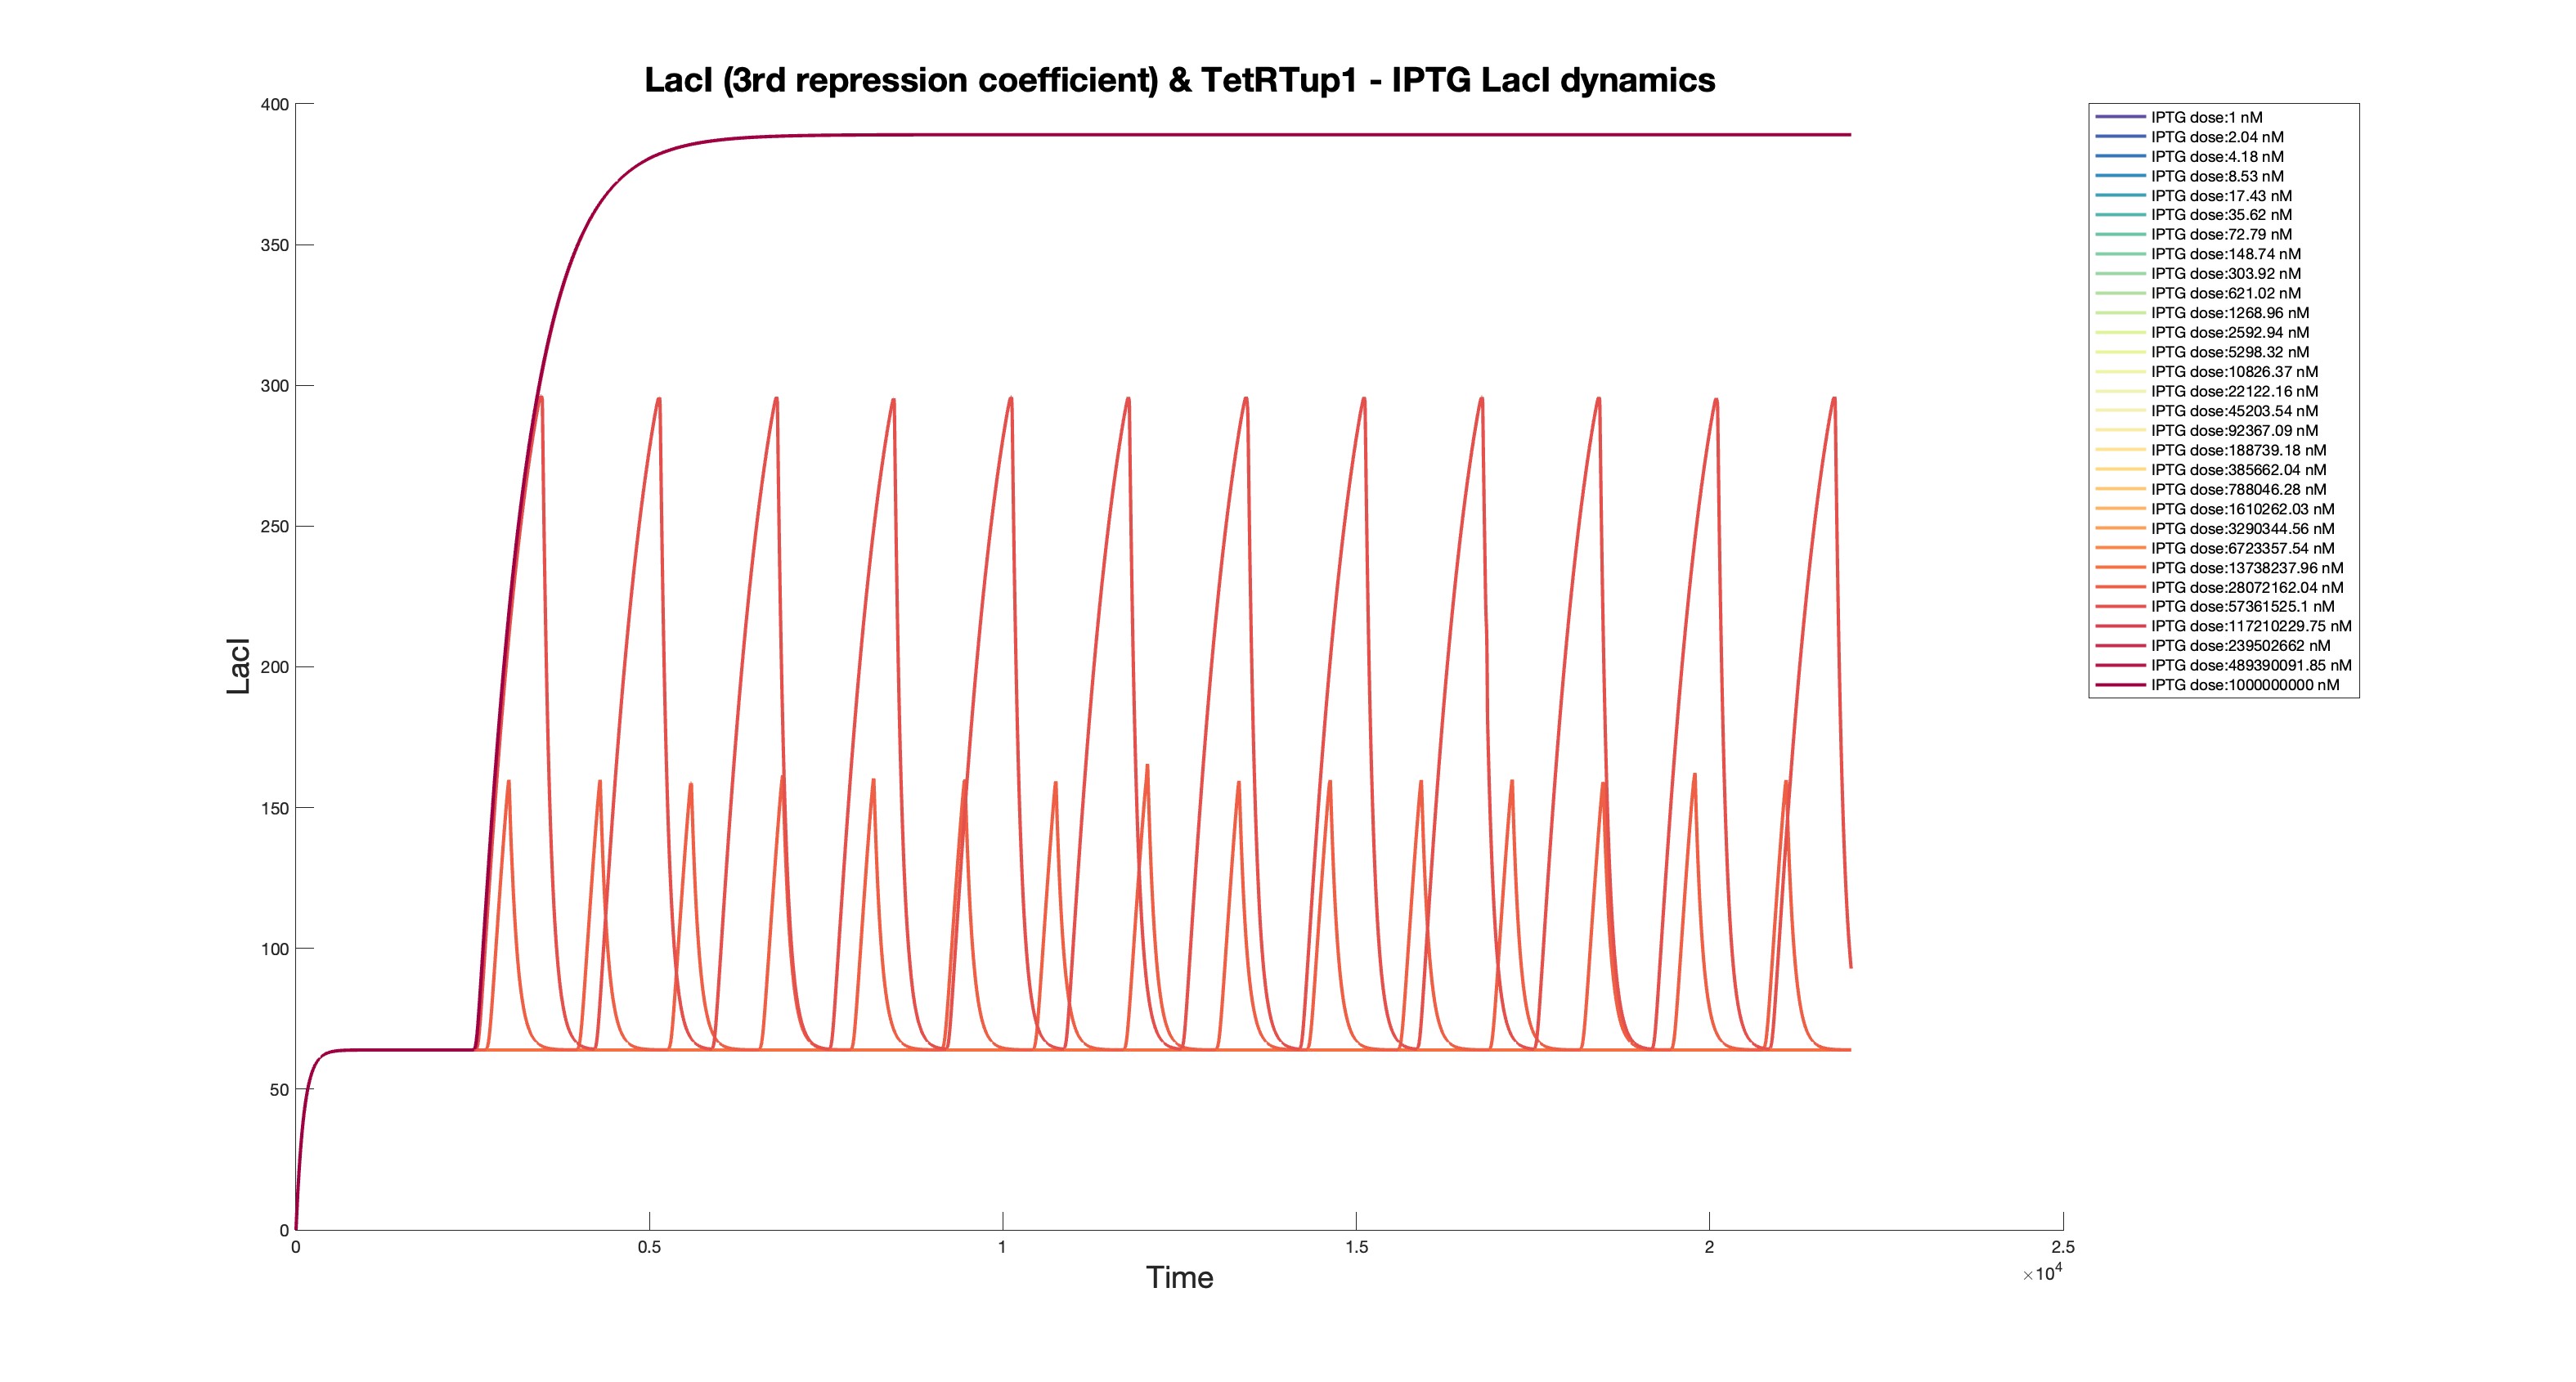 LacI (3rd repression coefficient) & TetRTup1 - IPTG LacI dynamics
400
350
300
250
200
150
100
50
0
LacI
0 0.5 1 1.5 2 2.5
×10^4
Time
IPTG dose:1 nM
IPTG dose:2.04 nM
IPTG dose:4.18 nM
IPTG dose:8.53 nM
IPTG dose:17.43 nM
IPTG dose:35.62 nM
IPTG dose:72.79 nM
IPTG dose:148.74 nM
IPTG dose:303.92 nM
IPTG dose:621.02 nM
IPTG dose:1268.96 nM
IPTG dose:2592.94 nM
IPTG dose:5298.32 nM
IPTG dose:10826.37 nM
IPTG dose:22122.16 nM
IPTG dose:45203.54 nM
IPTG dose:92367.09 nM
IPTG dose:188739.18 nM
IPTG dose:385662.04 nM
IPTG dose:788046.28 nM
IPTG dose:1610262.03 nM
IPTG dose:3290344.56 nM
IPTG dose:6723357.54 nM
IPTG dose:13738237.96 nM
IPTG dose:28072162.04 nM
IPTG dose:57361525.1 nM
IPTG dose:117210229.75 nM
IPTG dose:239502662 nM
IPTG dose:489390091.85 nM
IPTG dose:1000000000 nM